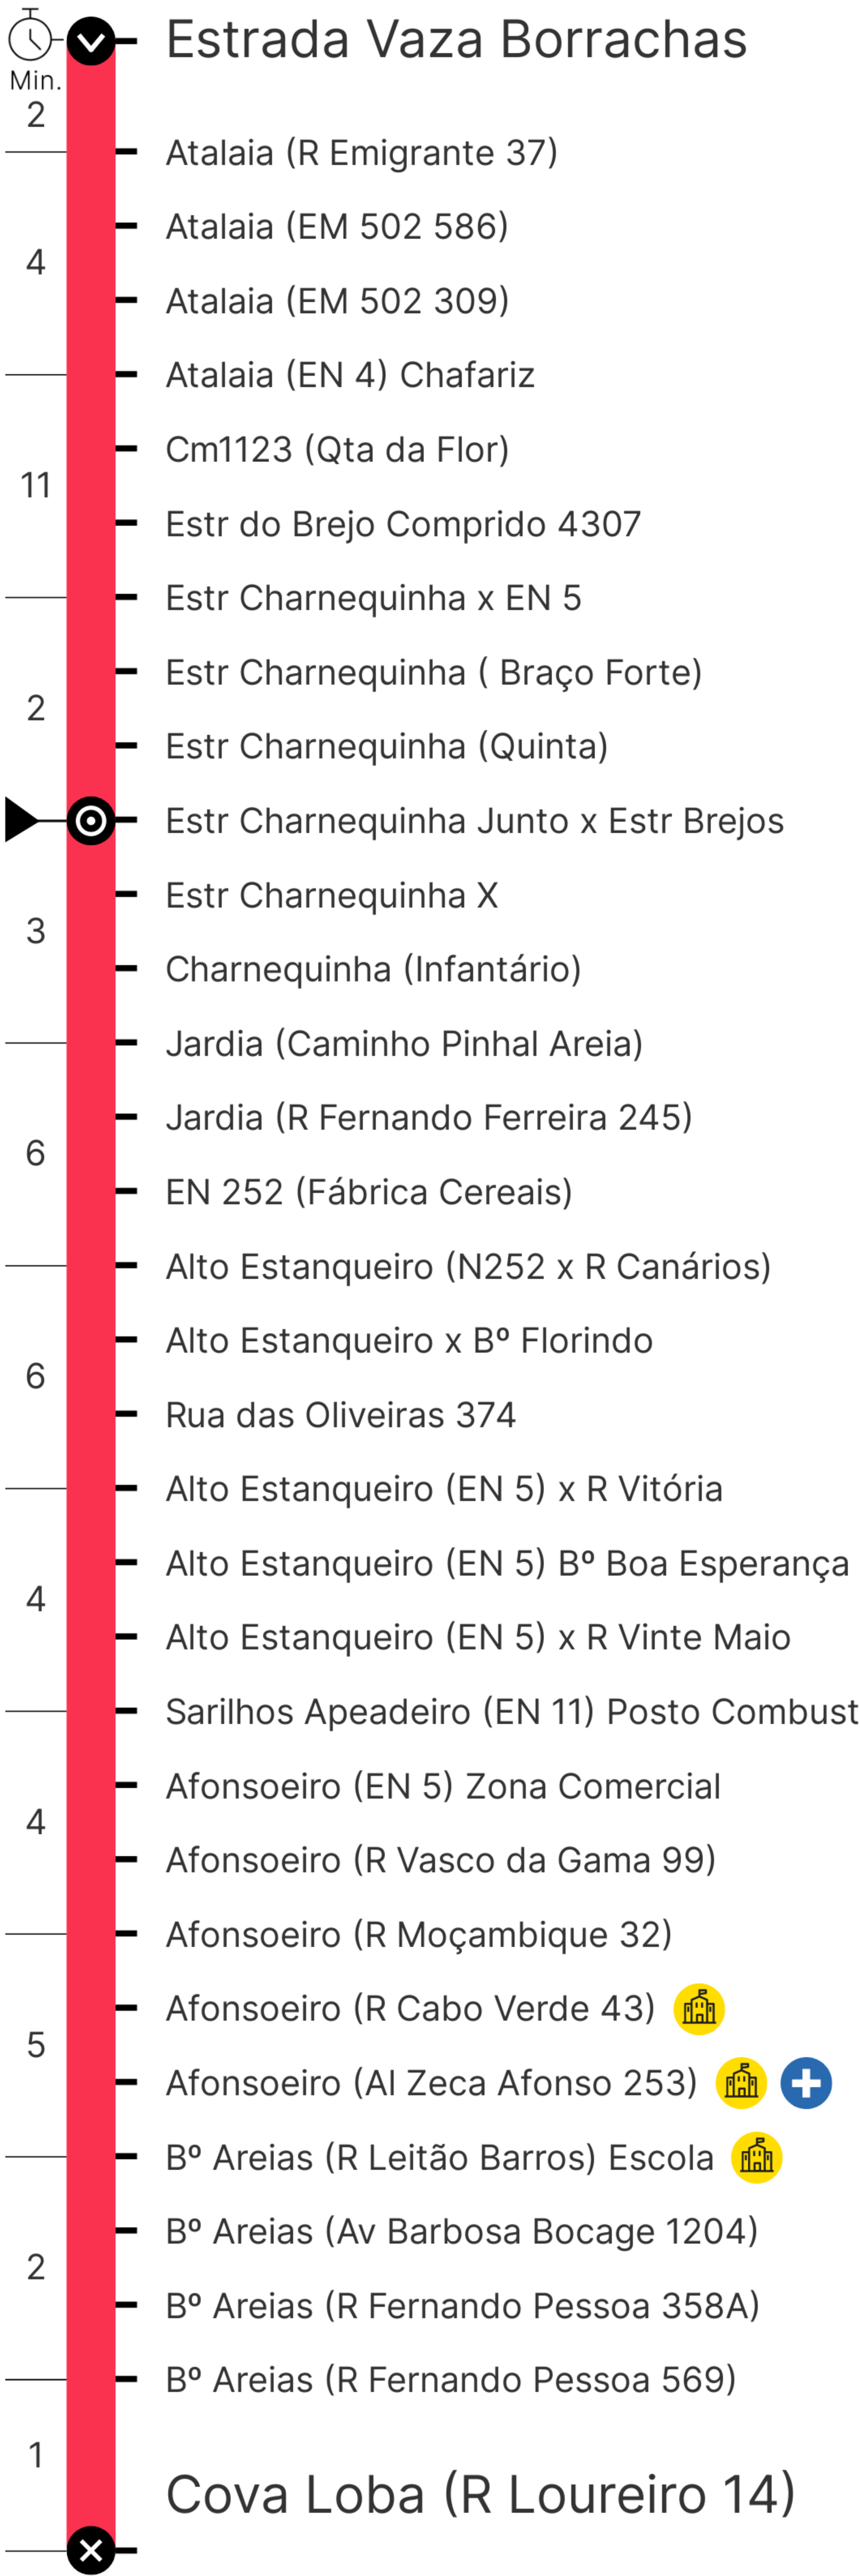 Estrada Vaza Borrachas
Min.
2
Atalaia (R Emigrante 37)
Atalaia (EM 502 586)
4
Atalaia (EM 502 309)
Atalaia (EN 4) Chafariz
Cm1123 (Qta da Flor)
11
Estr do Brejo Comprido 4307
Estr Charnequinha x EN 5
Estr Charnequinha ( Braço Forte)
2
Estr Charnequinha (Quinta)
Estr Charnequinha Junto x Estr Brejos
Estr Charnequinha X
3
Charnequinha (Infantário)
Jardia (Caminho Pinhal Areia)
Jardia (R Fernando Ferreira 245)
6
EN 252 (Fábrica Cereais)
Alto Estanqueiro (N252 x R Canários)
Alto Estanqueiro x Bº Florindo
6
Rua das Oliveiras 374
Alto Estanqueiro (EN 5) x R Vitória
Alto Estanqueiro (EN 5) Bº Boa Esperança
4
Alto Estanqueiro (EN 5) x R Vinte Maio
Sarilhos Apeadeiro (EN 11) Posto Combust
Afonsoeiro (EN 5) Zona Comercial
4
Afonsoeiro (R Vasco da Gama 99)
Afonsoeiro (R Moçambique 32)
Afonsoeiro (R Cabo Verde 43)
5
Afonsoeiro (Al Zeca Afonso 253)
Bº Areias (R Leitão Barros) Escola
Bº Areias (Av Barbosa Bocage 1204)
2
Bº Areias (R Fernando Pessoa 358A)
Bº Areias (R Fernando Pessoa 569)
1
Cova Loba (R Loureiro 14)